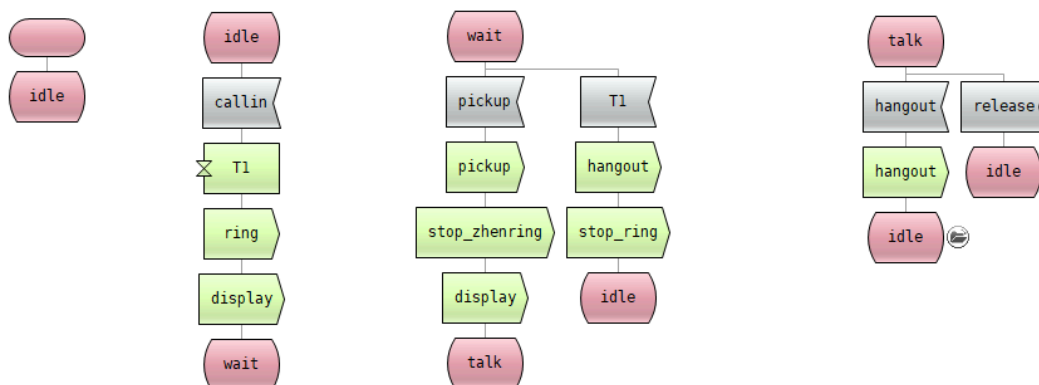 idle
idle
callin
T1
ring
display
wait
wait
pickup
T1
pickup
hangout
stop_zhenring
stop_ring
display
idle
talk
talk
hangout
release
hangout
idle
idle